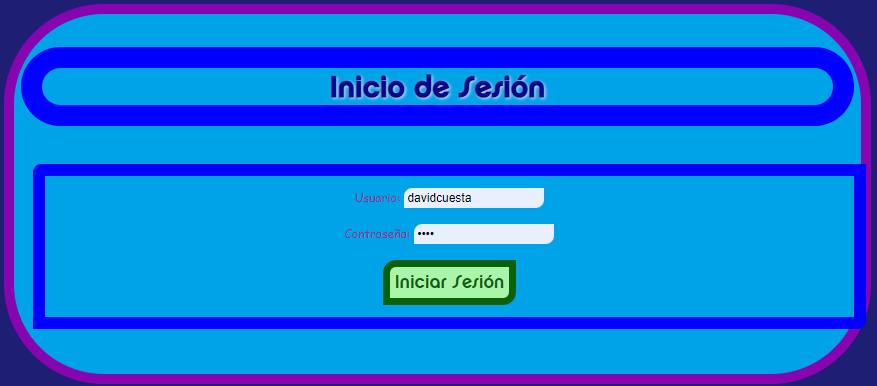 Inicio de Sesión
Usuario: davidcuesta
Contraseña: ••••
Iniciar Sesión